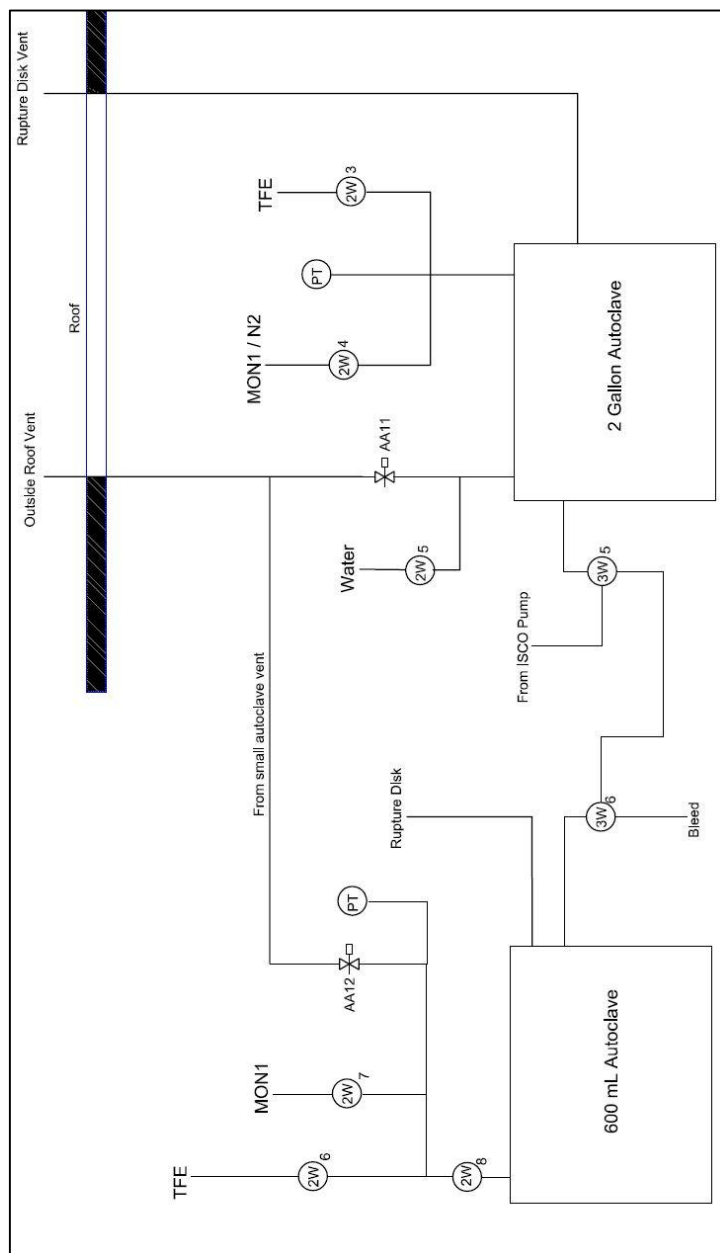 Rupture Disk Vent
Roof
Outside Roof Vent
TFE
2W 3
PT
MON1 / N2
2W 4
AA11
Water
2W 5
2 Gallon Autoclave
3W 5
From ISCO Pump
From small autoclave vent
Rupture Disk
3W 6
Bleed
PT
AA12
MON1
2W 7
TFE
2W 6
2W 8
600 mL Autoclave